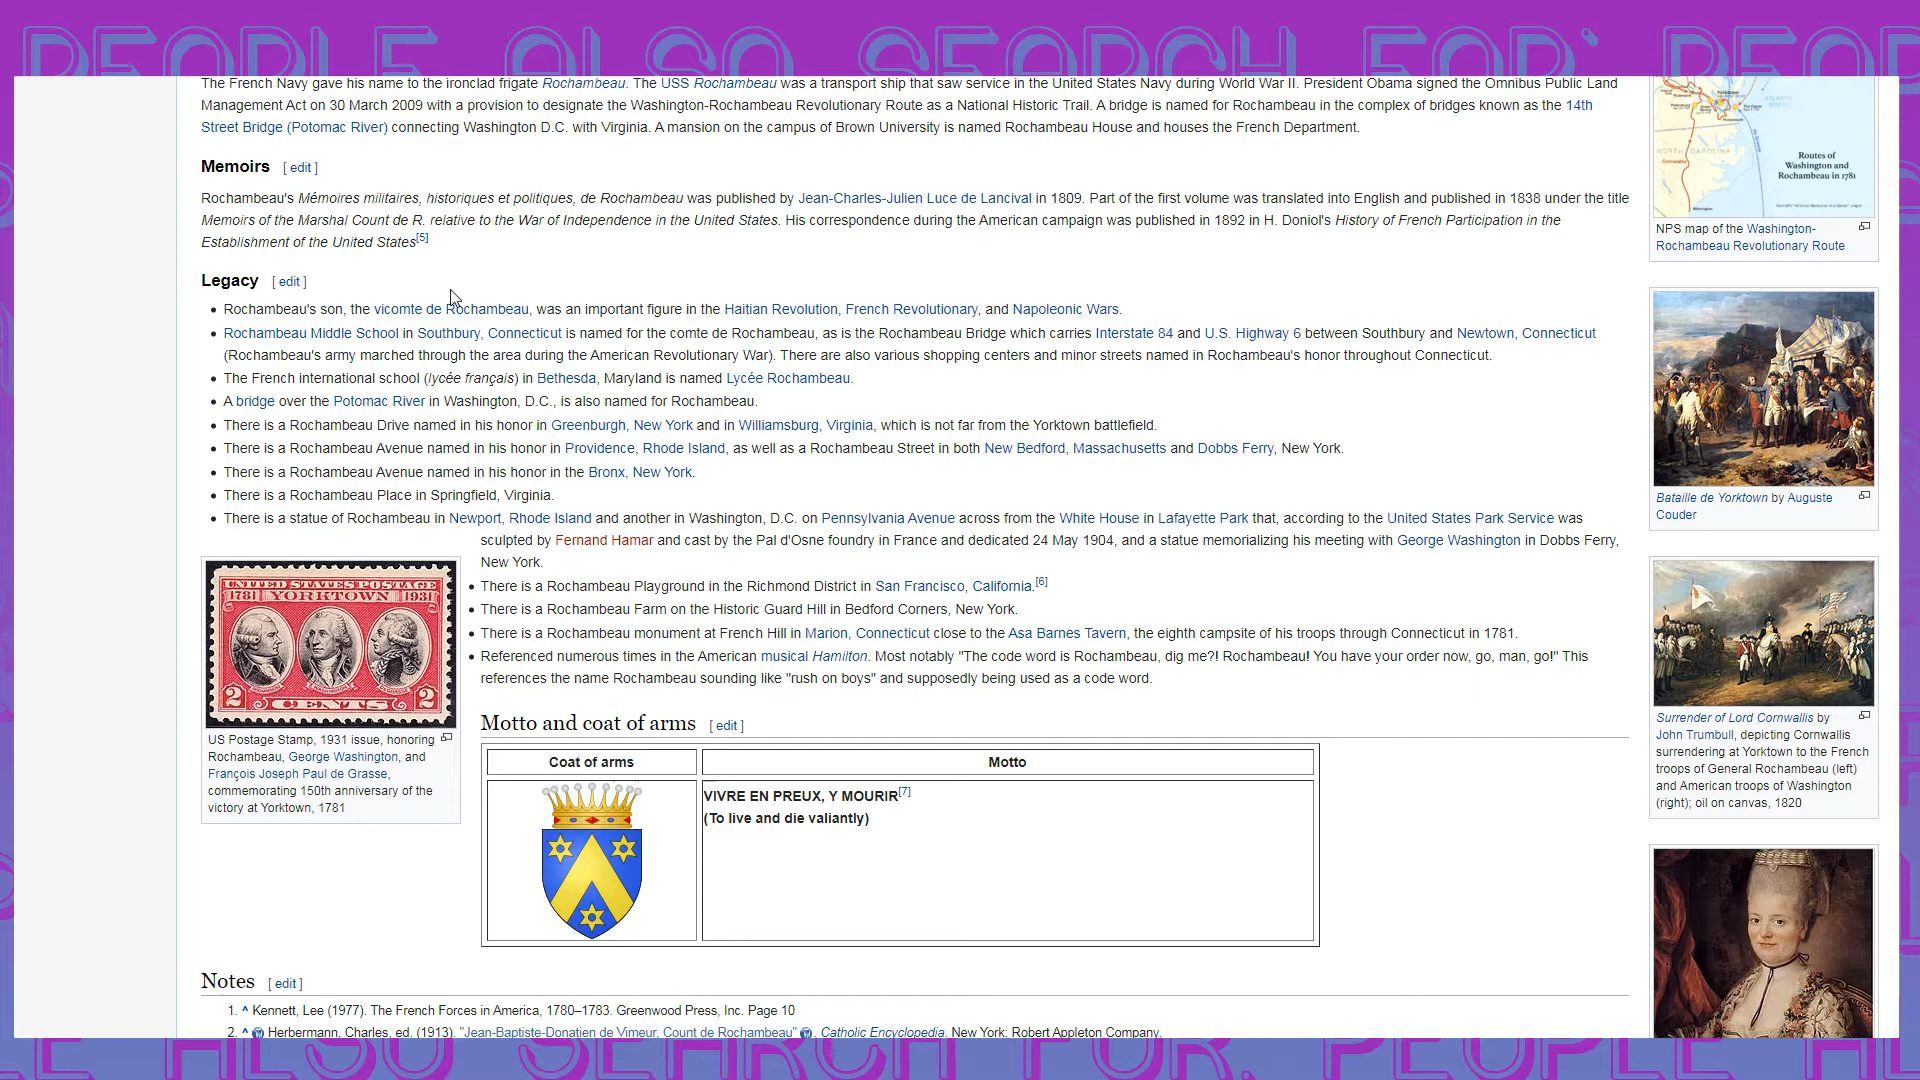 PEOPLE ALSO SEARCH FOR: PEO
The French Navy gave his name to the ironclad frigate Rochambeau. The USS Rochambeau was a transport ship that saw service in the United States Navy during World War II. President Obama signed the Omnibus Public Land
Management Act on 30 March 2009 with a provision to designate the Washington-Rochambeau Revolutionary Route as a National Historic Trail. A bridge is named for Rochambeau in the complex of bridges known as the 14th
Street Bridge (Potomac River) connecting Washington D.C. with Virginia. A mansion on the campus of Brown University is named Rochambeau House and houses the French Department.
Memoirs [ edit ]
Rochambeau's Mémoires militaires, historiques et politiques, de Rochambeau was published by Jean-Charles-Julien Luce de Lancival in 1809. Part of the first volume was translated into English and published in 1838 under the title
Memoirs of the Marshal Count de R. relative to the War of Independence in the United States. His correspondence during the American campaign was published in 1892 in H. Doniol's History of French Participation in the
Establishment of the United States[5]
Legacy [ edit ]
• Rochambeau's son, the vicomte de Rochambeau, was an important figure in the Haitian Revolution, French Revolutionary, and Napoleonic Wars.
• Rochambeau Middle School in Southbury, Connecticut is named for the comte de Rochambeau, as is the Rochambeau Bridge which carries Interstate 84 and U.S. Highway 6 between Southbury and Newtown, Connecticut
(Rochambeau's army marched through the area during the American Revolutionary War). There are also various shopping centers and minor streets named in Rochambeau's honor throughout Connecticut.
• The French international school (lycée français) in Bethesda, Maryland is named Lycée Rochambeau.
• A bridge over the Potomac River in Washington, D.C., is also named for Rochambeau.
• There is a Rochambeau Drive named in his honor in Greenburgh, New York and in Williamsburg, Virginia, which is not far from the Yorktown battlefield.
• There is a Rochambeau Avenue named in his honor in Providence, Rhode Island, as well as a Rochambeau Street in both New Bedford, Massachusetts and Dobbs Ferry, New York.
• There is a Rochambeau Avenue named in his honor in the Bronx, New York.
• There is a Rochambeau Place in Springfield, Virginia.
• There is a statue of Rochambeau in Newport, Rhode Island and another in Washington, D.C. on Pennsylvania Avenue across from the White House in Lafayette Park that, according to the United States Park Service was
sculpted by Fernand Hamar and cast by the Pal d'Osne foundry in France and dedicated 24 May 1904, and a statue memorializing his meeting with George Washington in Dobbs Ferry,
New York.
• There is a Rochambeau Playground in the Richmond District in San Francisco, California.[6]
• There is a Rochambeau Farm on the Historic Guard Hill in Bedford Corners, New York.
• There is a Rochambeau monument at French Hill in Marion, Connecticut close to the Asa Barnes Tavern, the eighth campsite of his troops through Connecticut in 1781.
• Referenced numerous times in the American musical Hamilton. Most notably "The code word is Rochambeau, dig me?! Rochambeau! You have your order now, go, man, go!" This
references the name Rochambeau sounding like "rush on boys" and supposedly being used as a code word.
UNITED STATES POSTAGE
1781 YORKTOWN 1931
ROCHAMBEAU WASHINGTON DE GRASSE
2 CENTS 2
US Postage Stamp, 1931 issue, honoring
Rochambeau, George Washington, and
François Joseph Paul de Grasse,
commemorating 150th anniversary of the
victory at Yorktown, 1781
Motto and coat of arms [ edit ]
Coat of arms Motto
VIVRE EN PREUX, Y MOURIR[7]
(To live and die valiantly)
Notes [ edit ]
1. ^ Kennett, Lee (1977). The French Forces in America, 1780–1783. Greenwood Press, Inc. Page 10
2. ^ Herbermann, Charles, ed. (1913). "Jean-Baptiste-Donatien de Vimeur, Count de Rochambeau". Catholic Encyclopedia. New York: Robert Appleton Company.
Yorktown
ATLANTIC
OCEAN
NORTH CAROLINA
Cornwallis
Wilmington
Routes of
Washington and
Rochambeau in 1781
NPS map of the Washington-
Rochambeau Revolutionary Route
Bataille de Yorktown by Auguste
Couder
Surrender of Lord Cornwallis by
John Trumbull, depicting Cornwallis
surrendering at Yorktown to the French
troops of General Rochambeau (left)
and American troops of Washington
(right); oil on canvas, 1820
LE ALSO SEARCH FOR: PEOPLE AL